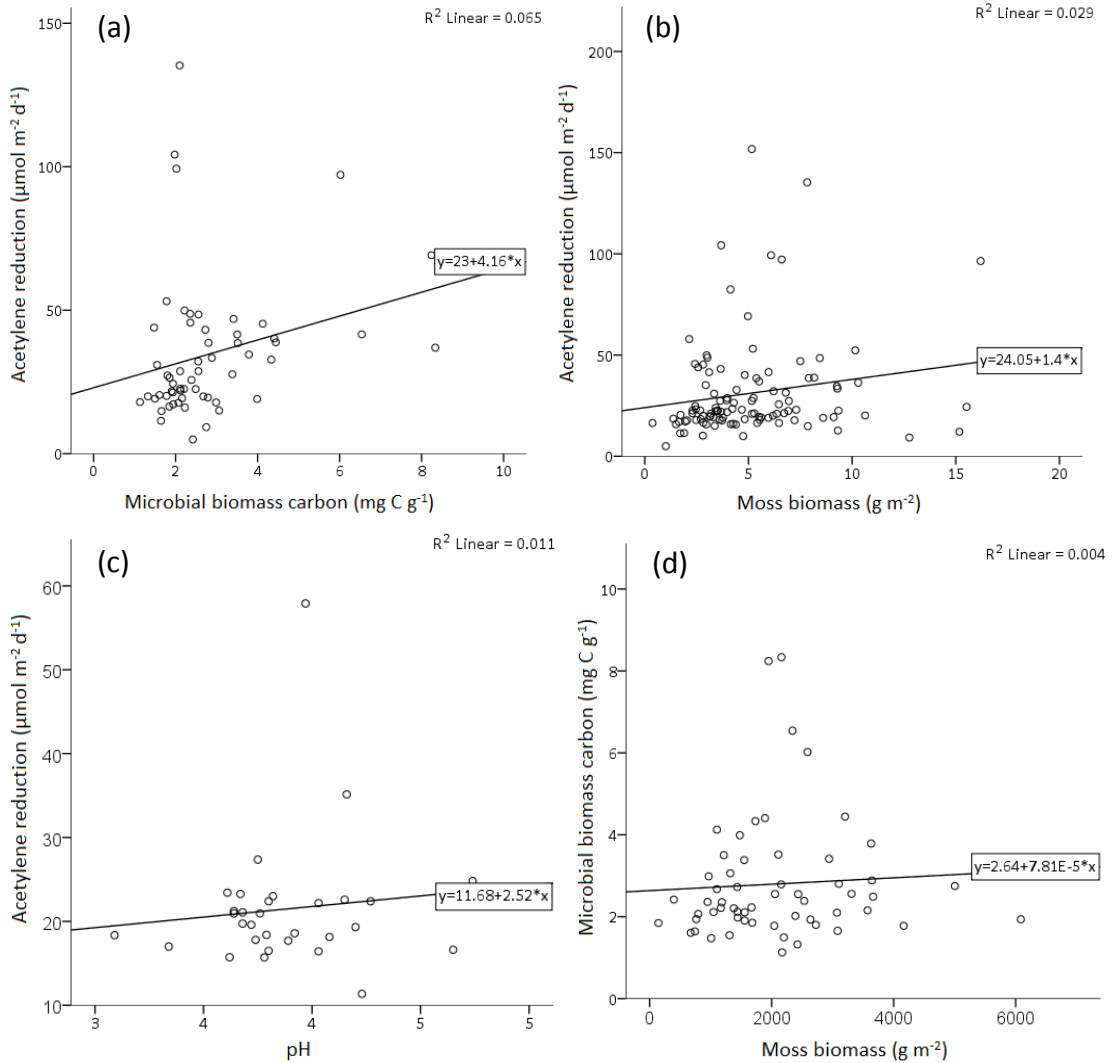 (a)
R² Linear = 0.065
150
100
50
0
Acetylene reduction (µmol m⁻² d⁻¹)
y=23+4.16*x
0 2 4 6 8 10
Microbial biomass carbon (mg C g⁻¹)
(b)
R² Linear = 0.029
200
150
100
50
0
Acetylene reduction (µmol m⁻² d⁻¹)
y=24.05+1.4*x
0 5 10 15 20
Moss biomass (g m⁻²)
(c)
R² Linear = 0.011
60
50
40
30
20
10
Acetylene reduction (µmol m⁻² d⁻¹)
y=11.68+2.52*x
3 4 4 5 5
pH
(d)
R² Linear = 0.004
10
8
6
4
2
0
Microbial biomass carbon (mg C g⁻¹)
y=2.64+7.81E-5*x
0 2000 4000 6000
Moss biomass (g m⁻²)